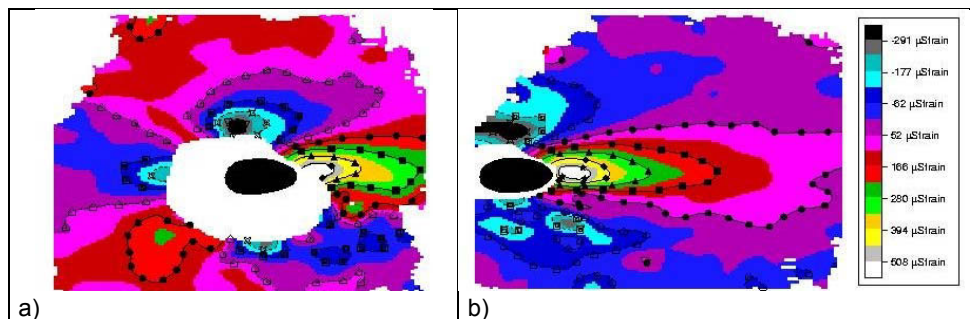 -291 µStrain
-177 µStrain
-62 µStrain
52 µStrain
166 µStrain
280 µStrain
394 µStrain
508 µStrain
a)
b)